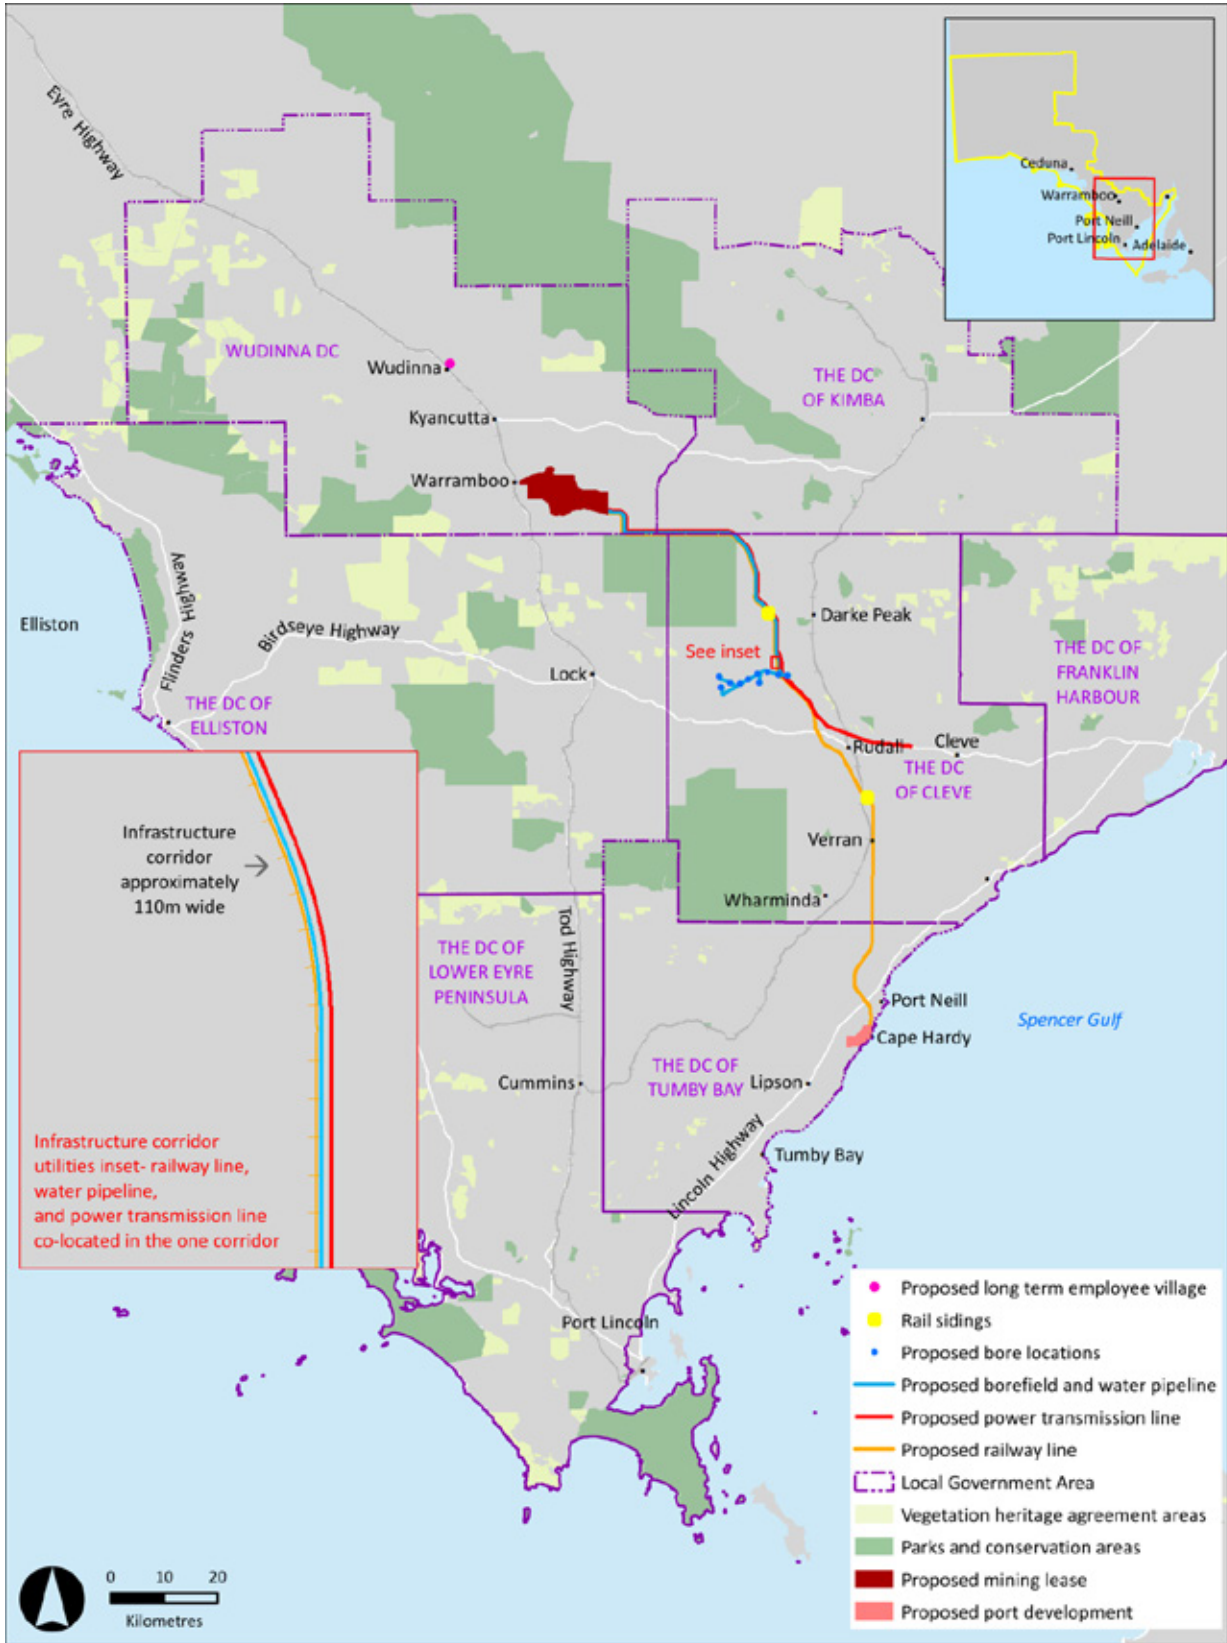 Eyre Highway
Ceduna
Warramboo
Port Neill
Port Lincoln
Adelaide
WUDINNA DC
Wudinna
THE DC
OF KIMBA
Kyancutta
Warramboo
Flinders Highway
Elliston
Birdseye Highway
Darke Peak
See inset
Lock
THE DC OF
FRANKLIN
HARBOUR
THE DC OF
ELLISTON
Rudall
Cleve
THE DC
OF CLEVE
Infrastructure
corridor
approximately
110m wide
Verran
Wharminda
Tod Highway
THE DC OF
LOWER EYRE
PENINSULA
Port Neill
Spencer Gulf
Cape Hardy
THE DC OF
TUMBY BAY
Cummins
Lipson
Lincoln Highway
Tumby Bay
Infrastructure corridor
utilities inset- railway line,
water pipeline,
and power transmission line
co-located in the one corridor
Port Lincoln
Proposed long term employee village
Rail sidings
Proposed bore locations
Proposed borefield and water pipeline
Proposed power transmission line
Proposed railway line
Local Government Area
Vegetation heritage agreement areas
Parks and conservation areas
Proposed mining lease
Proposed port development
0 10 20
Kilometres